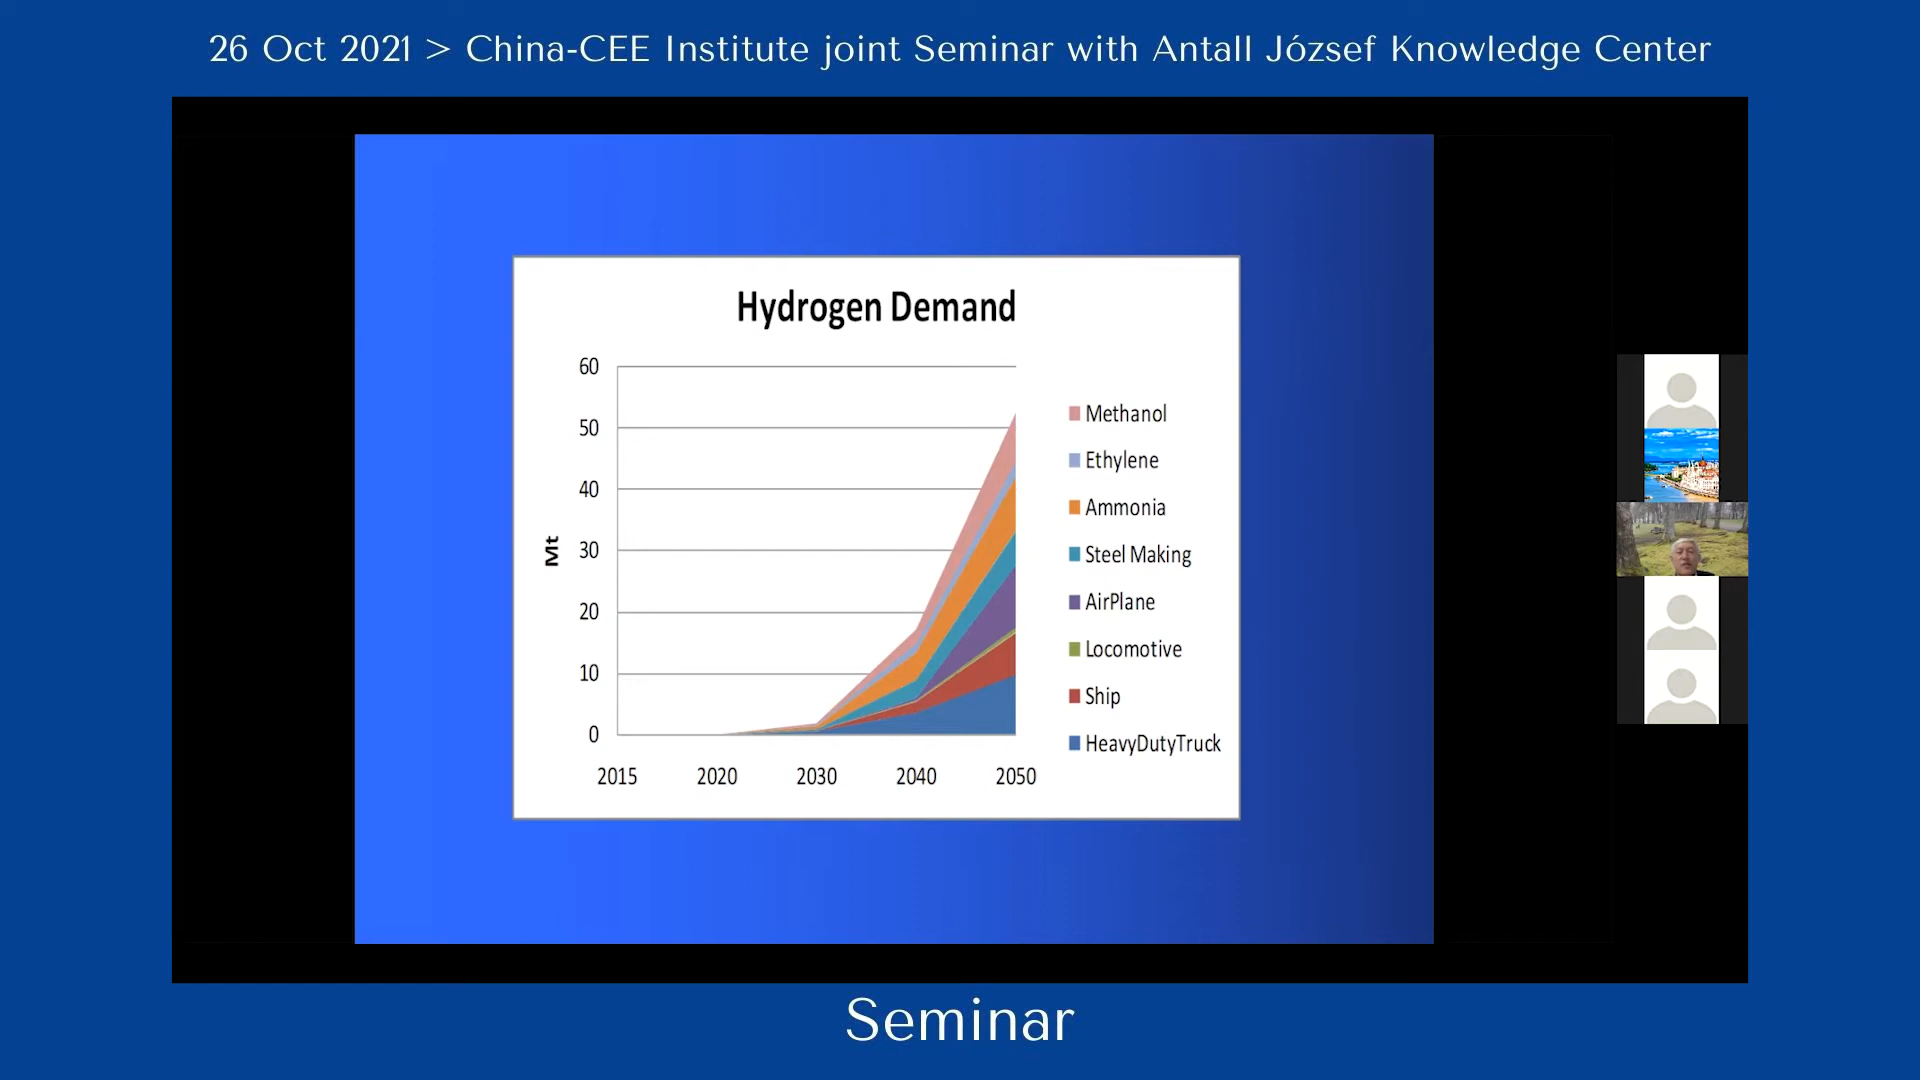 26 Oct 2021 > China-CEE Institute joint Seminar with Antall József Knowledge Center
Hydrogen Demand
60
50
40
30
20
10
0
Mt
2015 2020 2030 2040 2050
Methanol
Ethylene
Ammonia
Steel Making
AirPlane
Locomotive
Ship
HeavyDutyTruck
Seminar